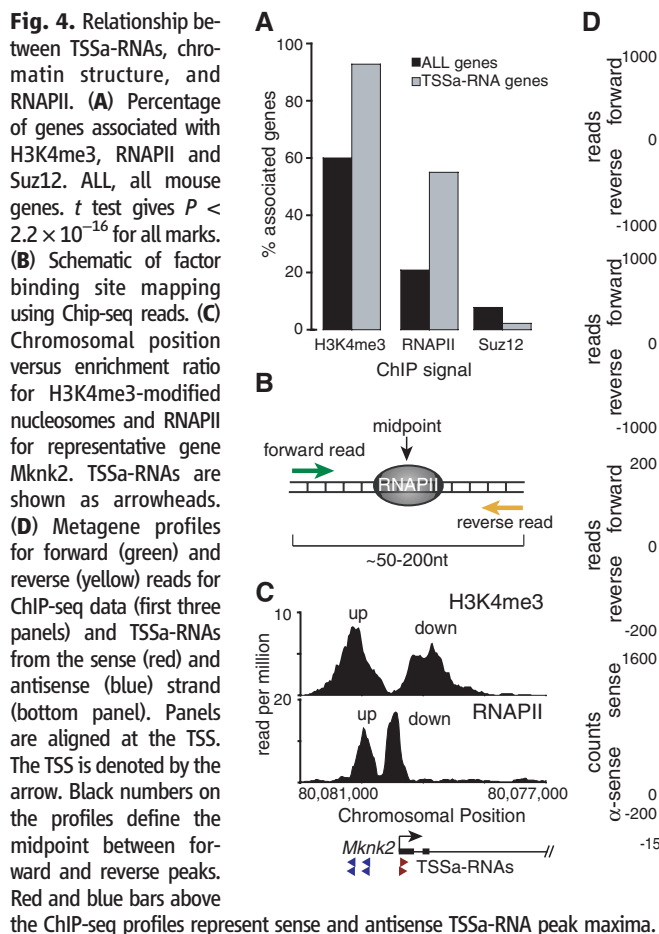 Fig. 4. Relationship be-
tween TSSa-RNAs, chro-
matin structure, and
RNAPII. (A) Percentage
of genes associated with
H3K4me3, RNAPII and
Suz12. ALL, all mouse
genes. t test gives P <
2.2 × 10⁻¹⁶ for all marks.
(B) Schematic of factor
binding site mapping
using Chip-seq reads. (C)
Chromosomal position
versus enrichment ratio
for H3K4me3-modified
nucleosomes and RNAPII
for representative gene
Mknk2. TSSa-RNAs are
shown as arrowheads.
(D) Metagene profiles
for forward (green) and
reverse (yellow) reads for
ChIP-seq data (first three
panels) and TSSa-RNAs
from the sense (red) and
antisense (blue) strand
(bottom panel). Panels
are aligned at the TSS.
The TSS is denoted by the
arrow. Black numbers on
the profiles define the
midpoint between for-
ward and reverse peaks.
Red and blue bars above
the ChIP-seq profiles represent sense and antisense TSSa-RNA peak maxima.
A
100
80
60
40
20
0
% associated genes
ALL genes
TSSa-RNA genes
H3K4me3 RNAPII Suz12
ChIP signal
B
midpoint
forward read
RNAPII
reverse read
~50-200nt
C
H3K4me3
10
up
down
read per million
RNAPII
20
up
down
80,081,000 80,077,000
Chromosomal Position
Mknk2
TSSa-RNAs
D
1000
forward
reads
0
reverse
-1000
1000
forward
reads
0
reverse
-1000
200
forward
reads
0
reverse
-200
1600
sense
counts
0
α-sense
-200
-15